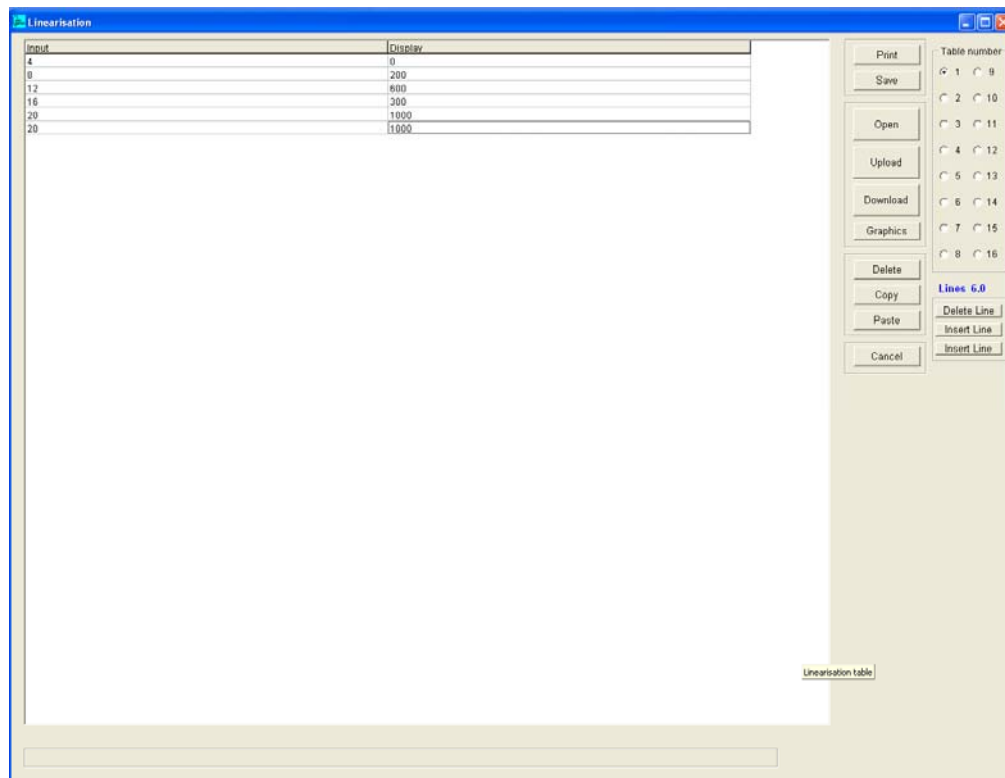 Linearisation
Input Display
4 0
8 200
12 600
16 300
20 1000
20 1000
Print
Save
Open
Upload
Download
Graphics
Delete
Copy
Paste
Cancel
Table number
1 9
2 10
3 11
4 12
5 13
6 14
7 15
8 16
Lines 6.0
Delete Line
Insert Line
Insert Line
Linearisation table